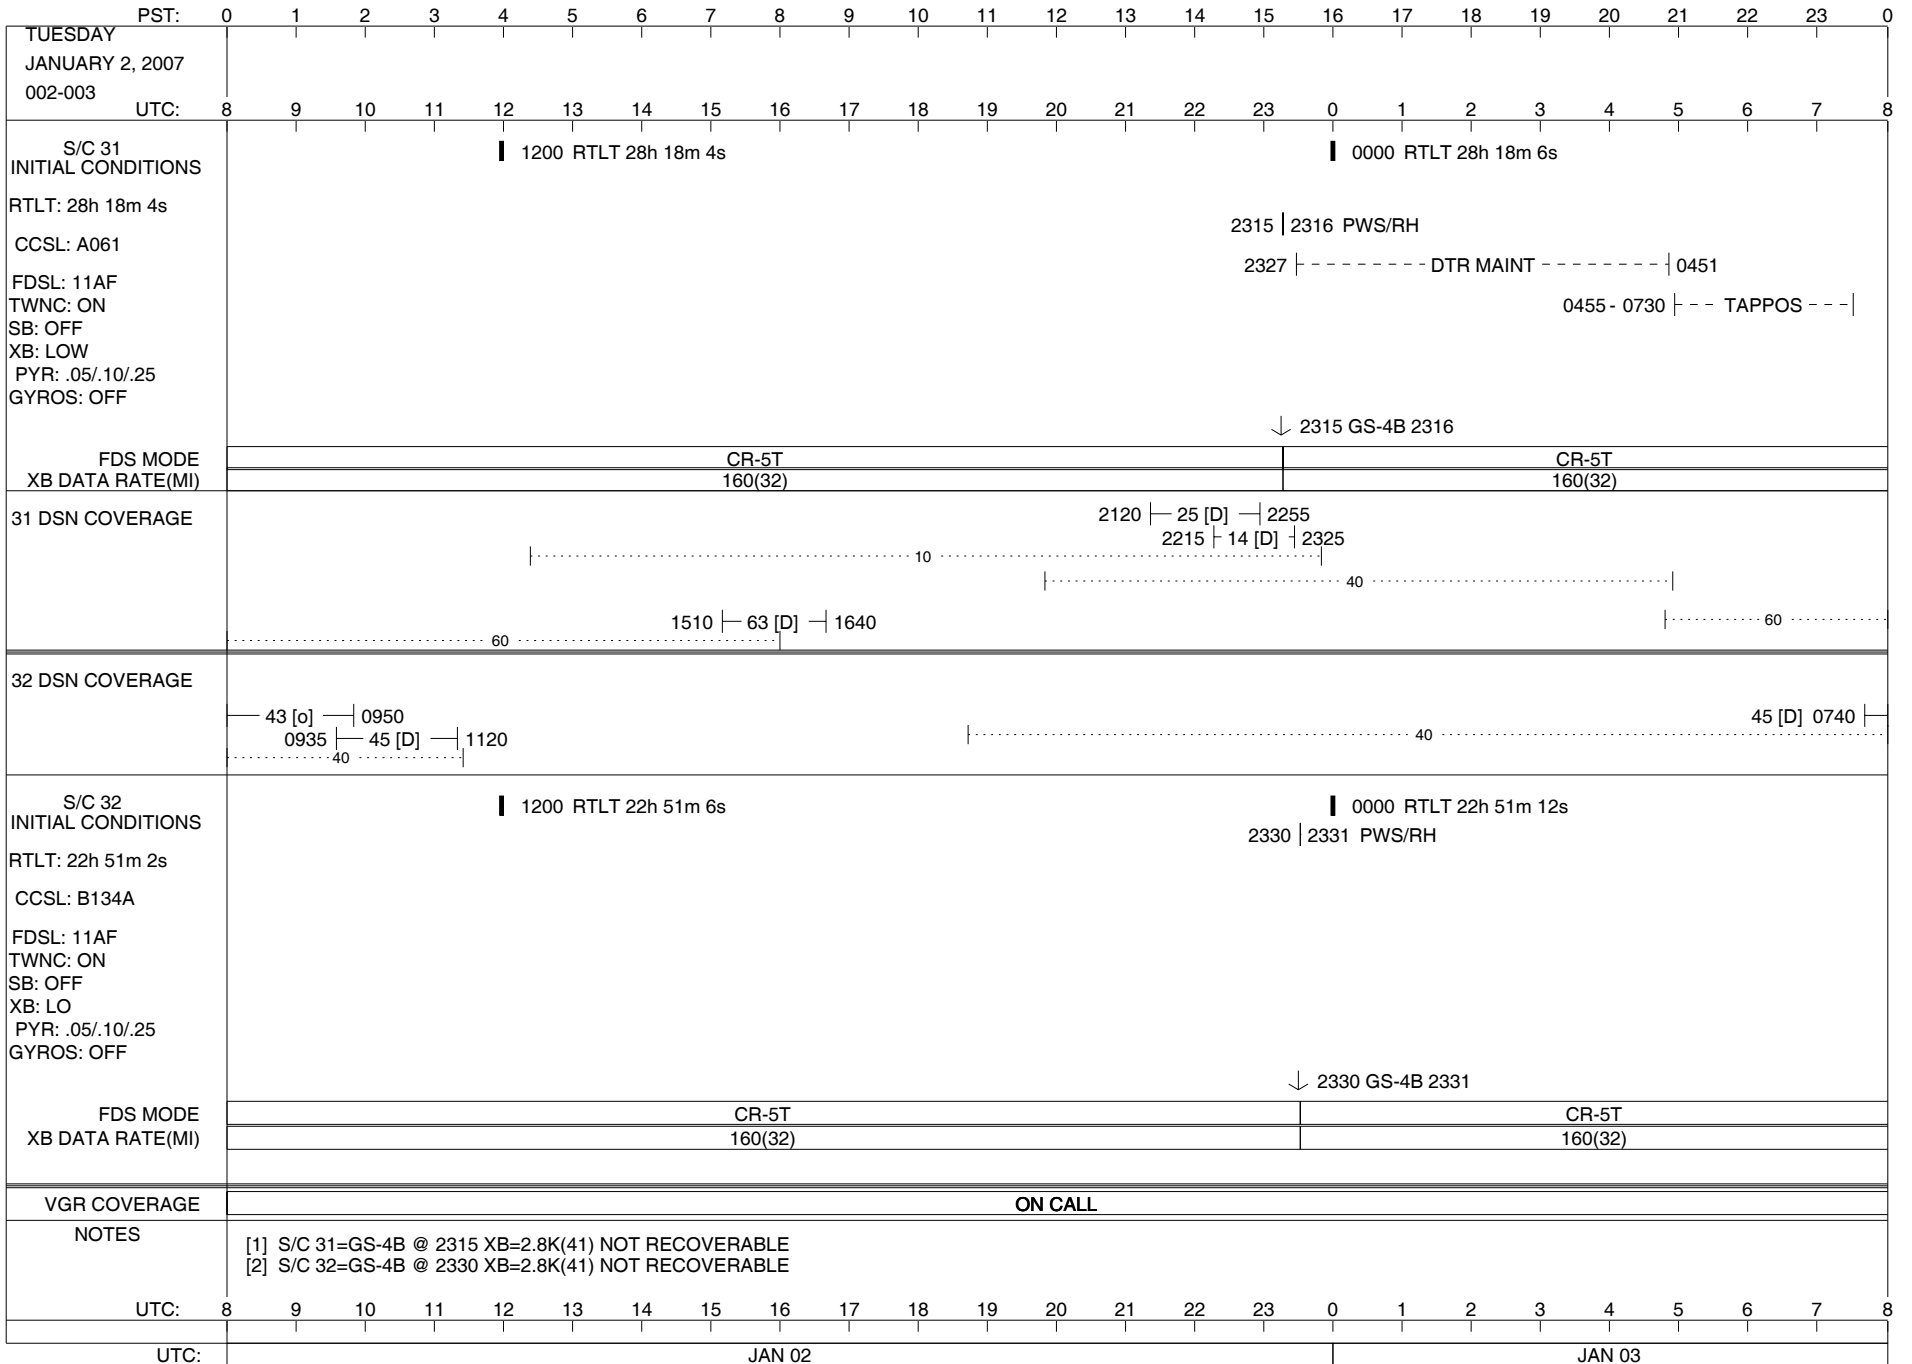 PST: 0 1 2 3 4 5 6 7 8 9 10 11 12 13 14 15 16 17 18 19 20 21 22 23 0
TUESDAY
JANUARY 2, 2007
002-003
UTC: 8 9 10 11 12 13 14 15 16 17 18 19 20 21 22 23 0 1 2 3 4 5 6 7 8
S/C 31
INITIAL CONDITIONS
1200 RTLT 28h 18m 4s
0000 RTLT 28h 18m 6s
RTLT: 28h 18m 4s
2315 2316 PWS/RH
CCSL: A061
2327 DTR MAINT 0451
FDSL: 11AF
TWNC: ON
0455 - 0730 TAPPOS
SB: OFF
XB: LOW
PYR: .05/.10/.25
GYROS: OFF
2315 GS-4B 2316
FDS MODE CR-5T CR-5T
XB DATA RATE(MI) 160(32) 160(32)
31 DSN COVERAGE
2120 25 [D] 2255
2215 14 [D] 2325
10
40
1510 63 [D] 1640
60
60
32 DSN COVERAGE
43 [o] 0950
45 [D] 0740
0935 45 [D] 1120
40
40
S/C 32
INITIAL CONDITIONS
1200 RTLT 22h 51m 6s
0000 RTLT 22h 51m 12s
2330 2331 PWS/RH
RTLT: 22h 51m 2s
CCSL: B134A
FDSL: 11AF
TWNC: ON
SB: OFF
XB: LO
PYR: .05/.10/.25
GYROS: OFF
2330 GS-4B 2331
FDS MODE CR-5T CR-5T
XB DATA RATE(MI) 160(32) 160(32)
VGR COVERAGE ON CALL
NOTES
[1] S/C 31=GS-4B @ 2315 XB=2.8K(41) NOT RECOVERABLE
[2] S/C 32=GS-4B @ 2330 XB=2.8K(41) NOT RECOVERABLE
UTC: 8 9 10 11 12 13 14 15 16 17 18 19 20 21 22 23 0 1 2 3 4 5 6 7 8
UTC: JAN 02 JAN 03